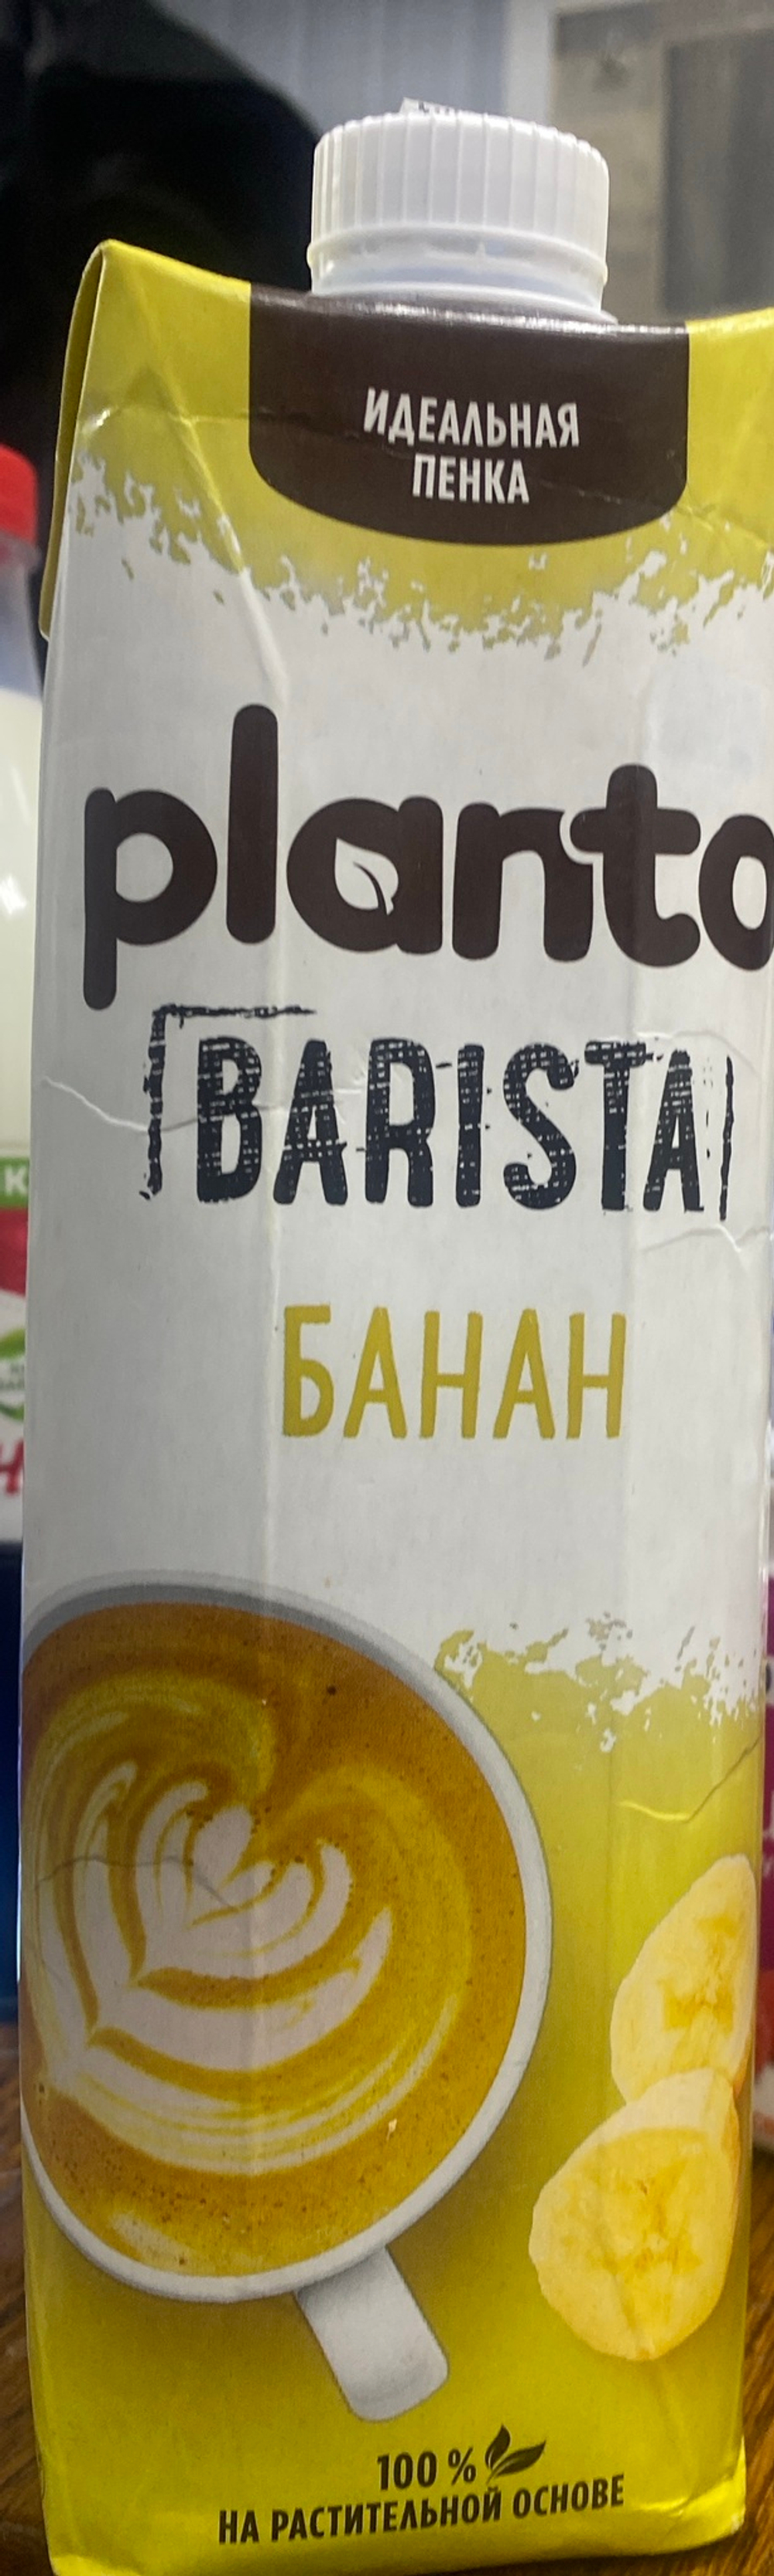 ИДЕАЛЬНАЯ
ПЕНКА
planto
BARISTA
БАНАН
100 %
НА РАСТИТЕЛЬНОЙ ОСНОВЕ